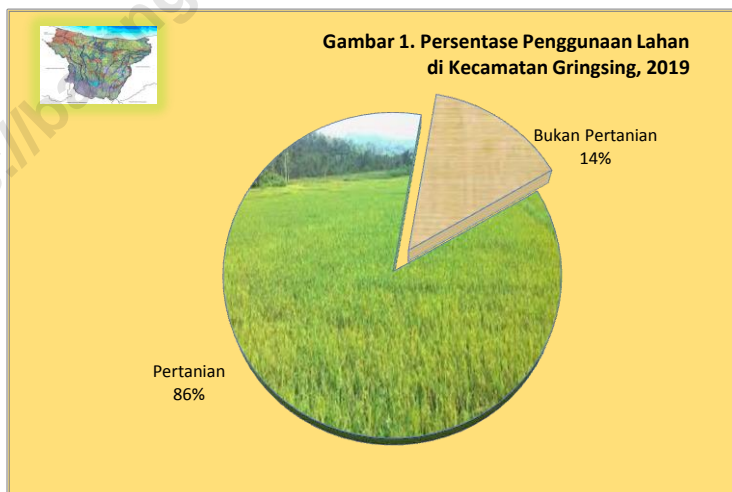 Gambar 1. Persentase Penggunaan Lahan
di Kecamatan Gringsing, 2019
Bukan Pertanian
14%
Pertanian
86%